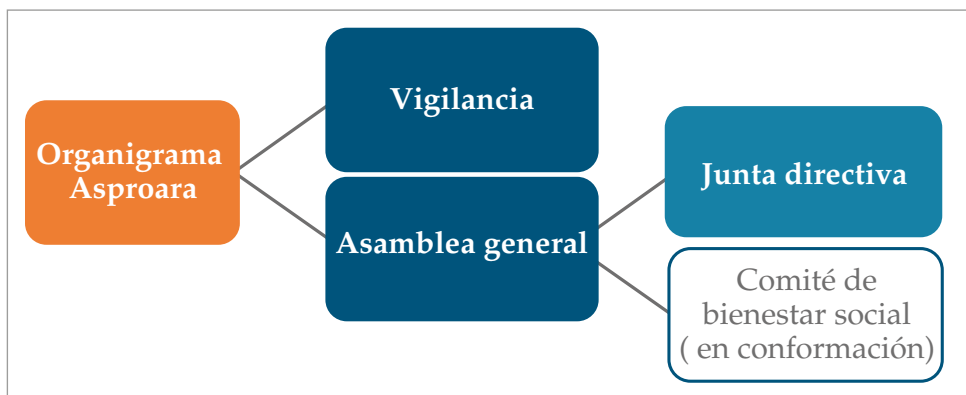 Organigrama
Asproara
Vigilancia
Asamblea general
Junta directiva
Comité de
bienestar social
( en conformación)